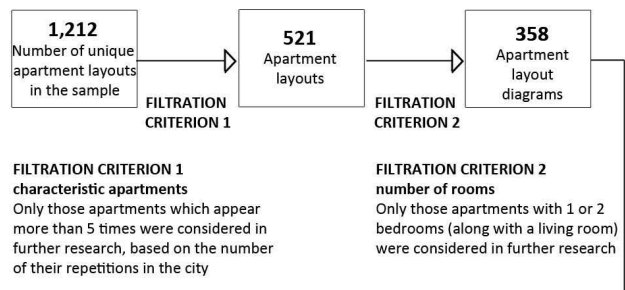 1,212
Number of unique
apartment layouts
in the sample
521
Apartment
layouts
358
Apartment
layout
diagrams
FILTRATION
CRITERION 1
FILTRATION
CRITERION 2
FILTRATION CRITERION 1
characteristic apartments
Only those apartments which appear
more than 5 times were considered in
further research, based on the number
of their repetitions in the city
FILTRATION CRITERION 2
number of rooms
Only those apartments with 1 or 2
bedrooms (along with a living room)
were considered in further research